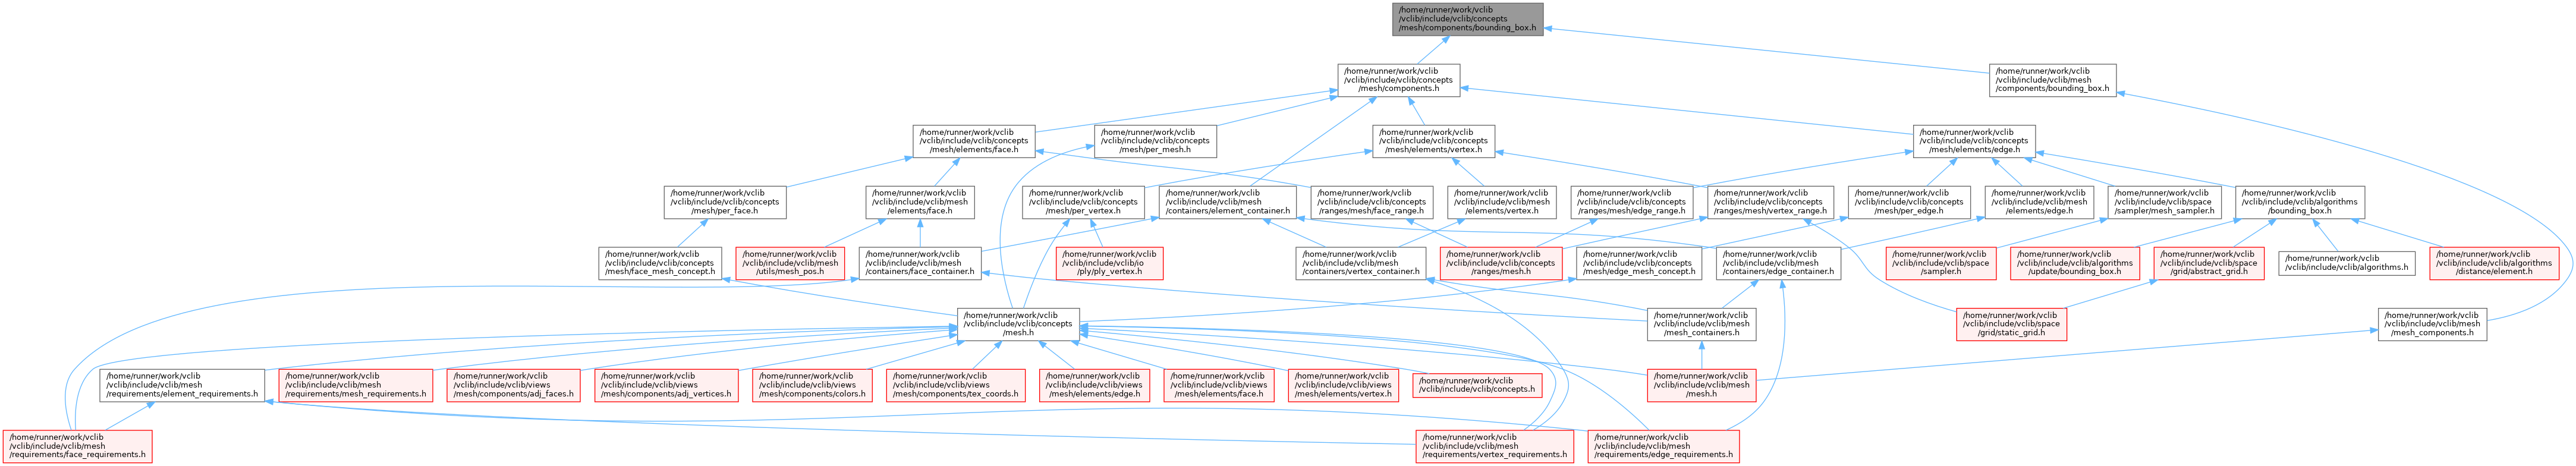 /home/runner/work/vclib
/vclib/include/vclib/concepts
/mesh/components/bounding_box.h
/home/runner/work/vclib
/vclib/include/vclib/concepts
/mesh/components.h
/home/runner/work/vclib
/vclib/include/vclib/mesh
/components/bounding_box.h
/home/runner/work/vclib
/vclib/include/vclib/concepts
/mesh/elements/face.h
/home/runner/work/vclib
/vclib/include/vclib/concepts
/mesh/per_mesh.h
/home/runner/work/vclib
/vclib/include/vclib/concepts
/mesh/elements/vertex.h
/home/runner/work/vclib
/vclib/include/vclib/concepts
/mesh/elements/edge.h
/home/runner/work/vclib
/vclib/include/vclib/concepts
/mesh/per_face.h
/home/runner/work/vclib
/vclib/include/vclib/mesh
/elements/face.h
/home/runner/work/vclib
/vclib/include/vclib/concepts
/mesh/per_vertex.h
/home/runner/work/vclib
/vclib/include/vclib/mesh
/containers/element_container.h
/home/runner/work/vclib
/vclib/include/vclib/concepts
/ranges/mesh/face_range.h
/home/runner/work/vclib
/vclib/include/vclib/mesh
/elements/vertex.h
/home/runner/work/vclib
/vclib/include/vclib/concepts
/ranges/mesh/edge_range.h
/home/runner/work/vclib
/vclib/include/vclib/concepts
/ranges/mesh/vertex_range.h
/home/runner/work/vclib
/vclib/include/vclib/concepts
/mesh/per_edge.h
/home/runner/work/vclib
/vclib/include/vclib/mesh
/elements/edge.h
/home/runner/work/vclib
/vclib/include/vclib/space
/sampler/mesh_sampler.h
/home/runner/work/vclib
/vclib/include/vclib/algorithms
/bounding_box.h
/home/runner/work/vclib
/vclib/include/vclib/concepts
/mesh/face_mesh_concept.h
/home/runner/work/vclib
/vclib/include/vclib/mesh
/utils/mesh_pos.h
/home/runner/work/vclib
/vclib/include/vclib/mesh
/containers/face_container.h
/home/runner/work/vclib
/vclib/include/vclib/io
/ply/ply_vertex.h
/home/runner/work/vclib
/vclib/include/vclib/mesh
/containers/vertex_container.h
/home/runner/work/vclib
/vclib/include/vclib/concepts
/ranges/mesh.h
/home/runner/work/vclib
/vclib/include/vclib/concepts
/mesh/edge_mesh_concept.h
/home/runner/work/vclib
/vclib/include/vclib/mesh
/containers/edge_container.h
/home/runner/work/vclib
/vclib/include/vclib/space
/sampler.h
/home/runner/work/vclib
/vclib/include/vclib/algorithms
/update/bounding_box.h
/home/runner/work/vclib
/vclib/include/vclib/space
/grid/abstract_grid.h
/home/runner/work/vclib
/vclib/include/vclib/algorithms.h
/home/runner/work/vclib
/vclib/include/vclib/algorithms
/distance/element.h
/home/runner/work/vclib
/vclib/include/vclib/concepts
/mesh.h
/home/runner/work/vclib
/vclib/include/vclib/mesh
/mesh_containers.h
/home/runner/work/vclib
/vclib/include/vclib/space
/grid/static_grid.h
/home/runner/work/vclib
/vclib/include/vclib/mesh
/mesh_components.h
/home/runner/work/vclib
/vclib/include/vclib/mesh
/requirements/element_requirements.h
/home/runner/work/vclib
/vclib/include/vclib/mesh
/requirements/mesh_requirements.h
/home/runner/work/vclib
/vclib/include/vclib/views
/mesh/components/adj_faces.h
/home/runner/work/vclib
/vclib/include/vclib/views
/mesh/components/adj_vertices.h
/home/runner/work/vclib
/vclib/include/vclib/views
/mesh/components/colors.h
/home/runner/work/vclib
/vclib/include/vclib/views
/mesh/components/tex_coords.h
/home/runner/work/vclib
/vclib/include/vclib/views
/mesh/elements/edge.h
/home/runner/work/vclib
/vclib/include/vclib/views
/mesh/elements/face.h
/home/runner/work/vclib
/vclib/include/vclib/views
/mesh/elements/vertex.h
/home/runner/work/vclib
/vclib/include/vclib/concepts.h
/home/runner/work/vclib
/vclib/include/vclib/mesh
/mesh.h
/home/runner/work/vclib
/vclib/include/vclib/mesh
/requirements/face_requirements.h
/home/runner/work/vclib
/vclib/include/vclib/mesh
/requirements/vertex_requirements.h
/home/runner/work/vclib
/vclib/include/vclib/mesh
/requirements/edge_requirements.h